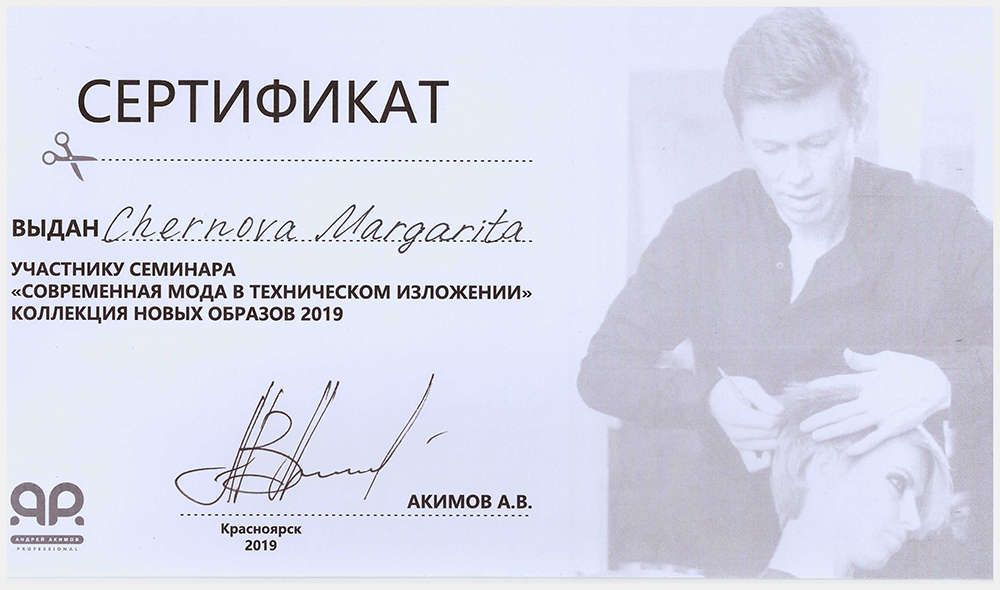 СЕРТИФИКАТ
ВЫДАН Chernova Margarita
УЧАСТНИКУ СЕМИНАРА
«СОВРЕМЕННАЯ МОДА В ТЕХНИЧЕСКОМ ИЗЛОЖЕНИИ»
КОЛЛЕКЦИЯ НОВЫХ ОБРАЗОВ 2019
АКИМОВ А.В.
Красноярск
2019
АНДРЕЙ АКИМОВ
PROFESSIONAL